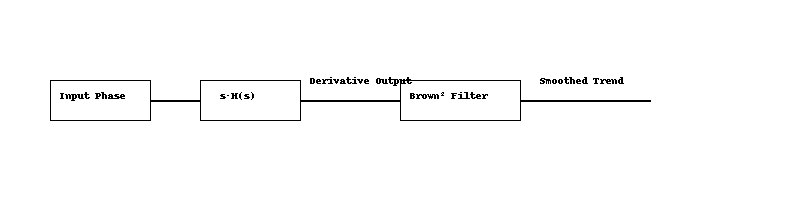 Derivative Output
Smoothed Trend
Input Phase
s·H(s)
Brown² Filter